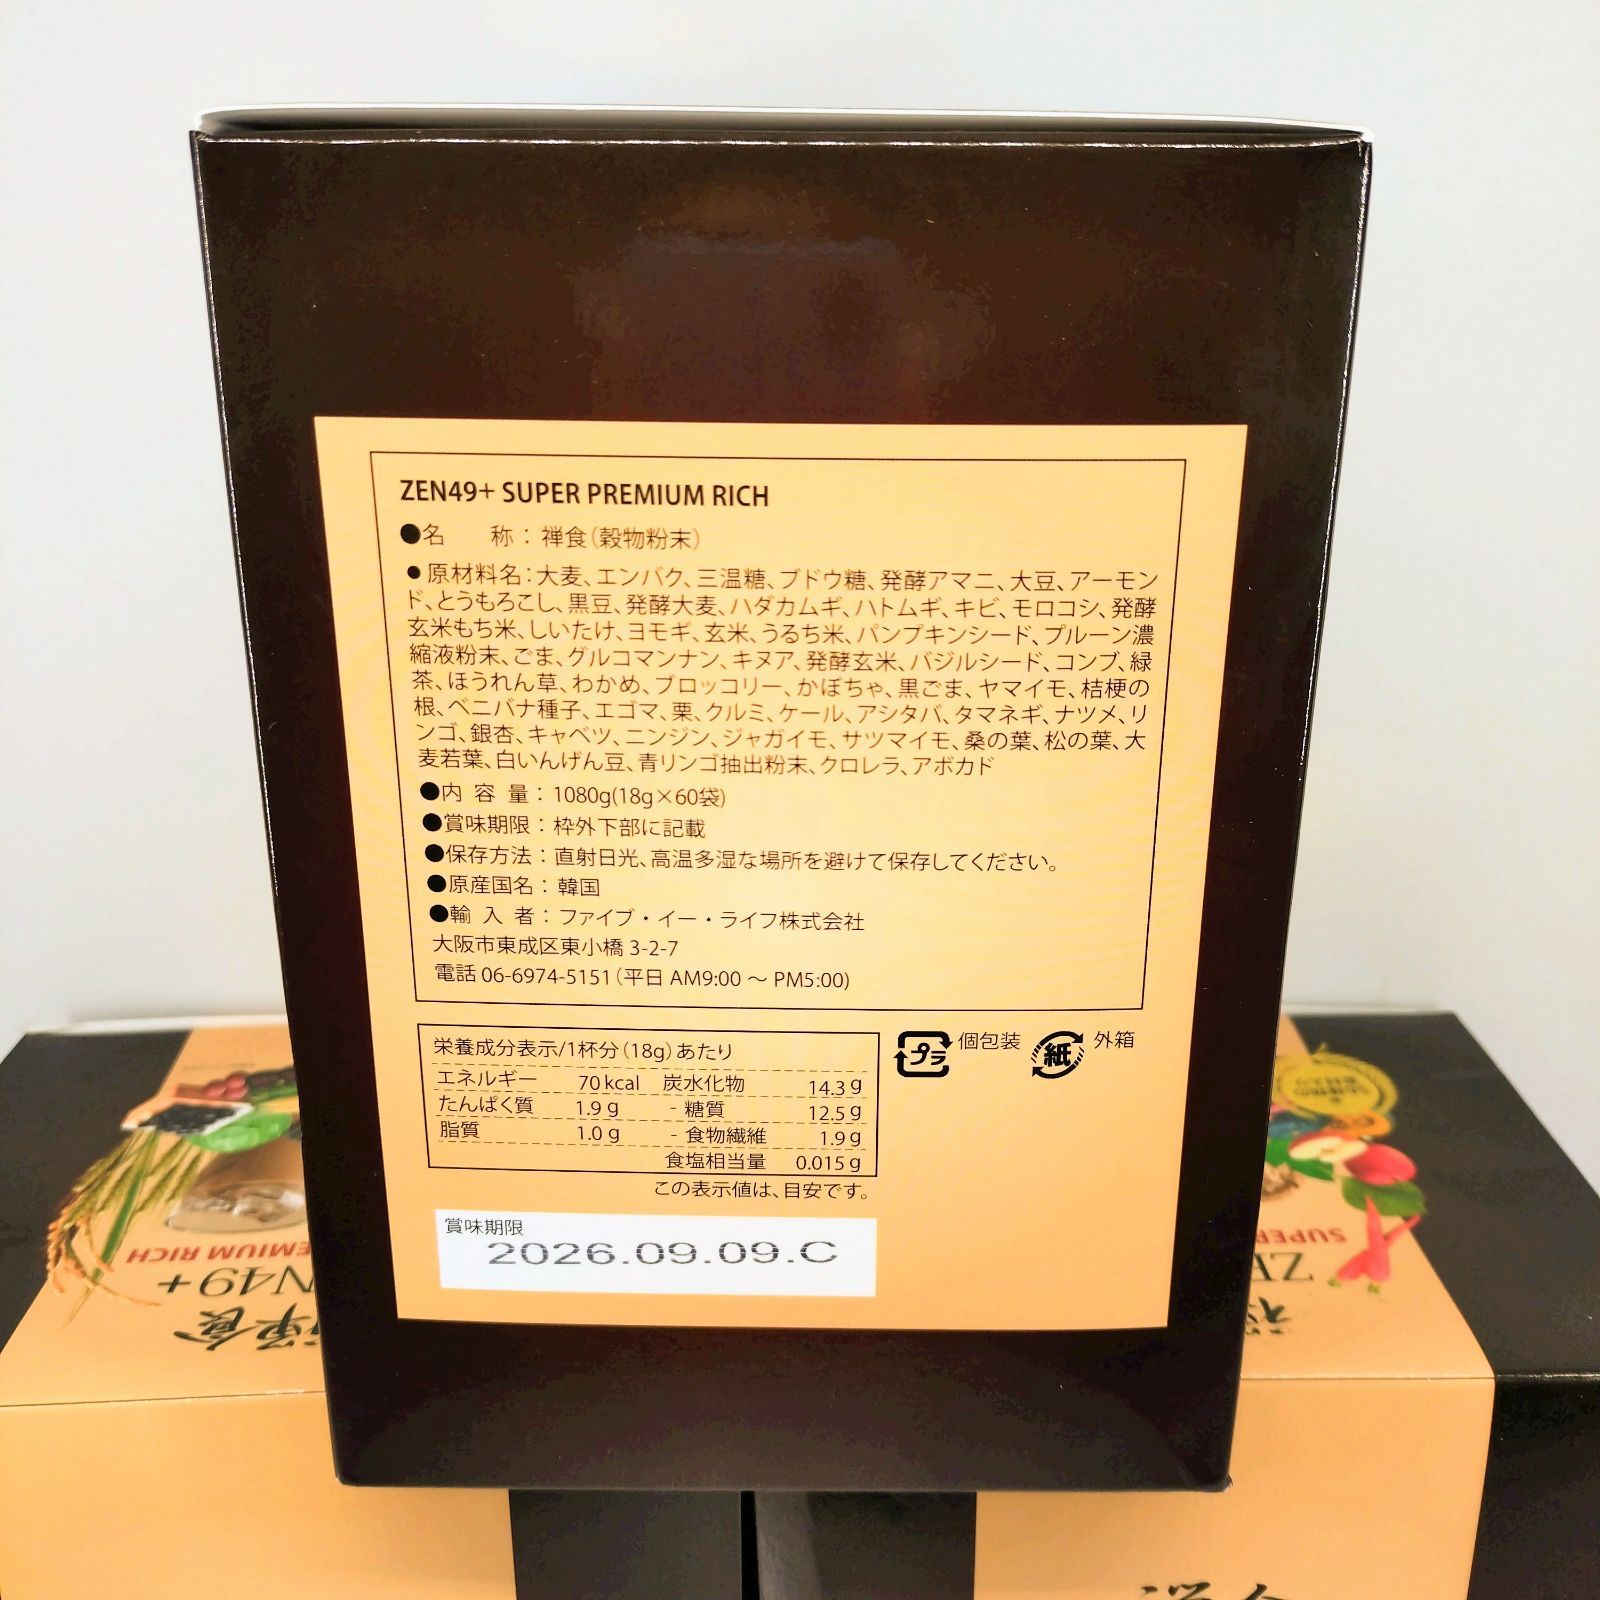 ZEN49+ SUPER PREMIUM RICH
●名　　称：禅食(穀物粉末)
●原材料名：大麦、エンバク、三温糖、ブドウ糖、発酵アマニ、大豆、アーモン
ド、とうもろこし、黒豆、発酵大麦、ハダカムギ、ハトムギ、キビ、モロコシ、発酵
玄米もち米、しいたけ、ヨモギ、玄米、うるち米、パンプキンシード、プルーン濃
縮液粉末、ごま、グルコマンナン、キヌア、発酵玄米、バジルシード、コンブ、緑
茶、ほうれん草、わかめ、ブロッコリー、かぼちゃ、黒ごま、ヤマイモ、桔梗の
根、ベニバナ種子、エゴマ、栗、クルミ、ケール、アシタバ、タマネギ、ナツメ、リ
ンゴ、銀杏、キャベツ、ニンジン、ジャガイモ、サツマイモ、桑の葉、松の葉、大
麦若葉、白いんげん豆、青リンゴ抽出粉末、クロレラ、アボカド
●内 容 量：1080g(18g×60袋)
●賞味期限：枠外下部に記載
●保存方法：直射日光、高温多湿な場所を避けて保存してください。
●原産国名：韓国
●輸 入 者：ファイブ・イー・ライフ株式会社
大阪市東成区東小橋 3-2-7
電話 06-6974-5151(平日 AM9:00 ～ PM5:00)
栄養成分表示/1杯分(18g)あたり
エネルギー 70 kcal 炭水化物 14.3 g
たんぱく質 1.9 g - 糖質 12.5 g
脂質 1.0 g - 食物繊維 1.9 g
食塩相当量 0.015 g
この表示値は、目安です。
プラ 個包装 紙 外箱
賞味期限
2026.09.09.C
EMIUM RICH
N49+
禅食
SUPER
ZE